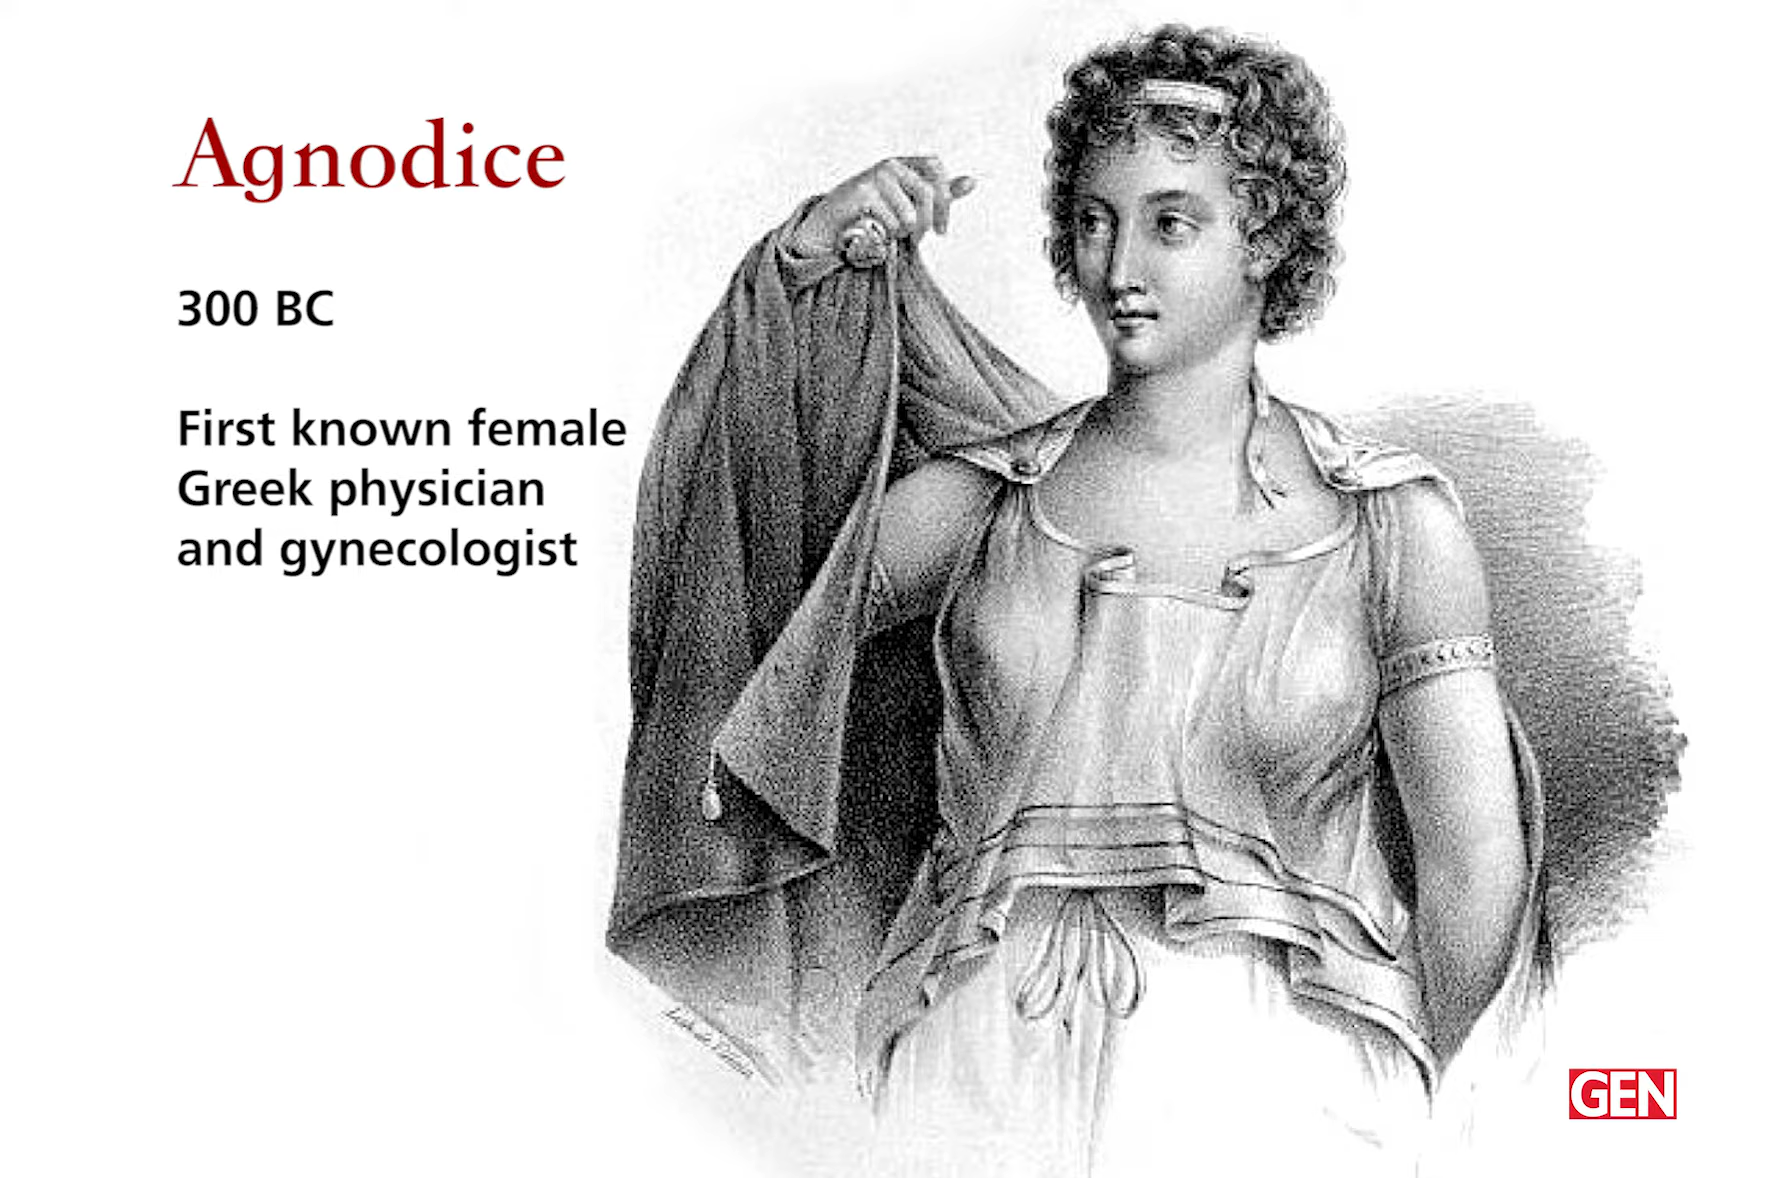 Agnodice
300 BC
First known female
Greek physician
and gynecologist
GEN